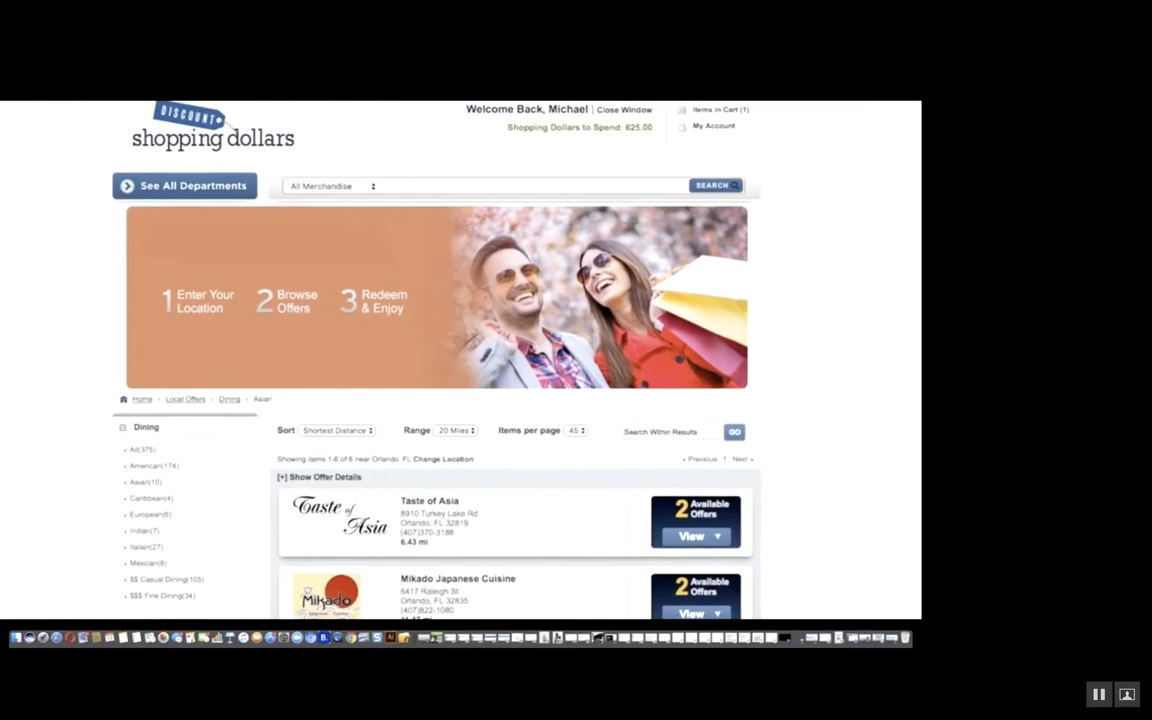 DISCOUNT
shopping dollars
Welcome Back, Michael | Close Window
Shopping Dollars to Spend: 625.00
Items in Cart (1)
My Account
See All Departments
All Merchandise
SEARCH
1 Enter Your Location
2 Browse Offers
3 Redeem & Enjoy
Home › Local Offers › Dining › Asian
Dining
All(375)
American(174)
Asian(10)
Caribbean(4)
European(6)
Indian(7)
Italian(27)
Mexican(8)
$$ Casual Dining(105)
$$$ Fine Dining(34)
Sort Shortest Distance
Range 20 Miles
Items per page 45
Search Within Results
GO
Showing items 1-6 of 6 near Orlando, FL Change Location
« Previous 1 Next »
[+] Show Offer Details
Taste of Asia
Taste of Asia
8910 Turkey Lake Rd
Orlando, FL 32819
(407)370-3188
6.43 mi
2 Available Offers
View
Mikado
Mikado Japanese Cuisine
6417 Raleigh St
Orlando, FL 32835
(407)822-1080
2 Available Offers
View